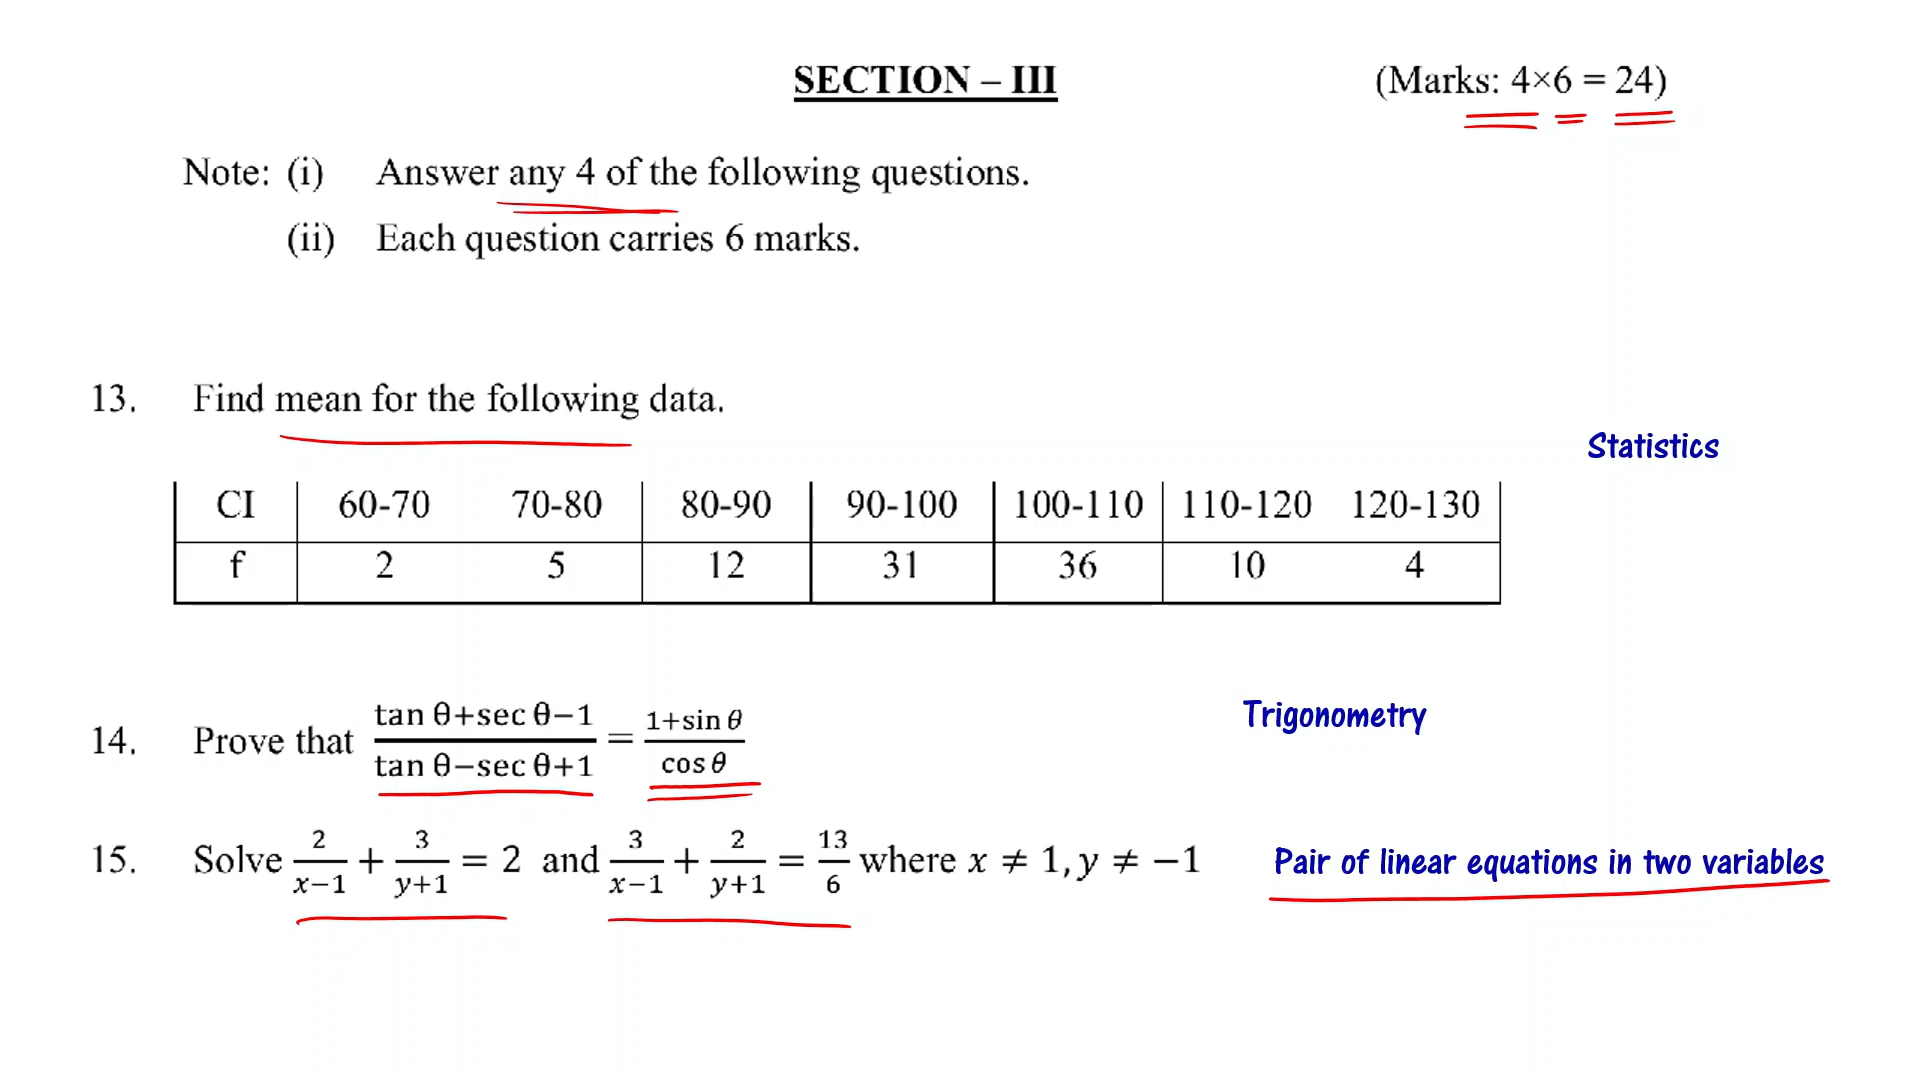 SECTION – III (Marks: 4×6 = 24)
Note: (i) Answer any 4 of the following questions.
(ii) Each question carries 6 marks.
13. Find mean for the following data.
Statistics
CI 60-70 70-80 80-90 90-100 100-110 110-120 120-130
f 2 5 12 31 36 10 4
14. Prove that (tan θ+sec θ−1)/(tan θ−sec θ+1) = (1+sin θ)/(cos θ) Trigonometry
15. Solve 2/(x−1) + 3/(y+1) = 2 and 3/(x−1) + 2/(y+1) = 13/6 where x ≠ 1, y ≠ −1 Pair of linear equations in two variables